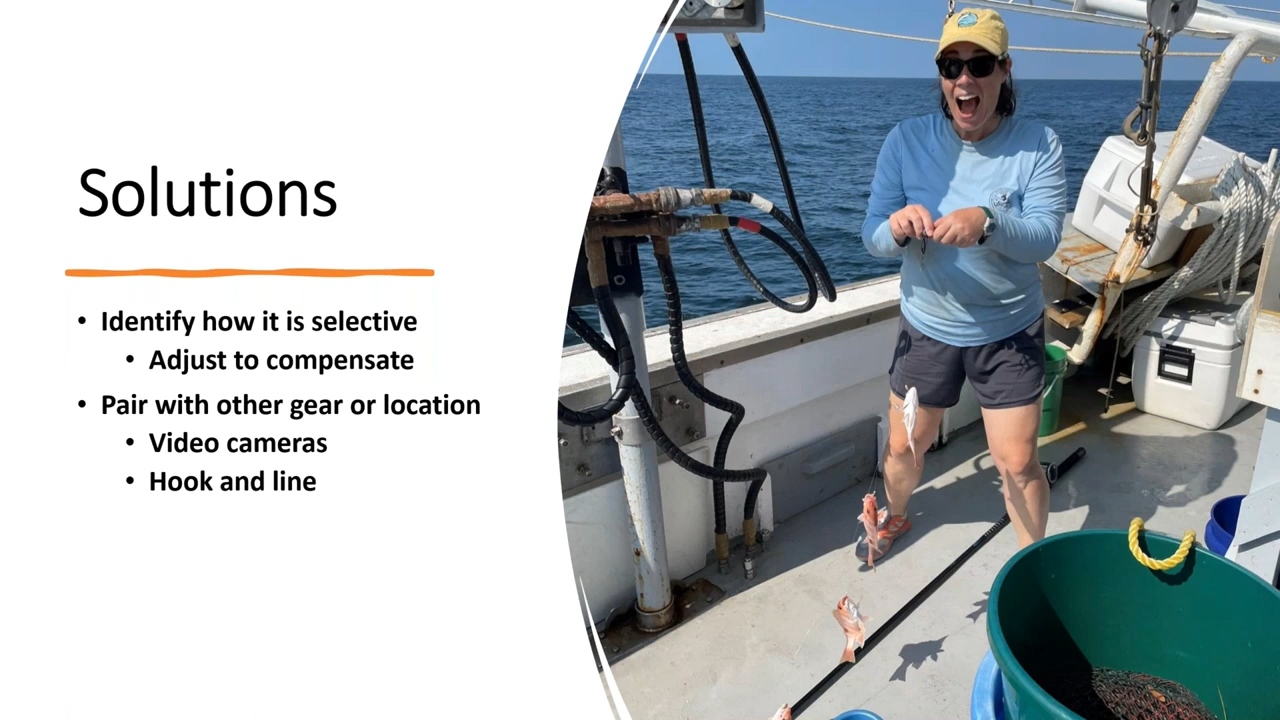 Solutions
• Identify how it is selective
• Adjust to compensate
• Pair with other gear or location
• Video cameras
• Hook and line